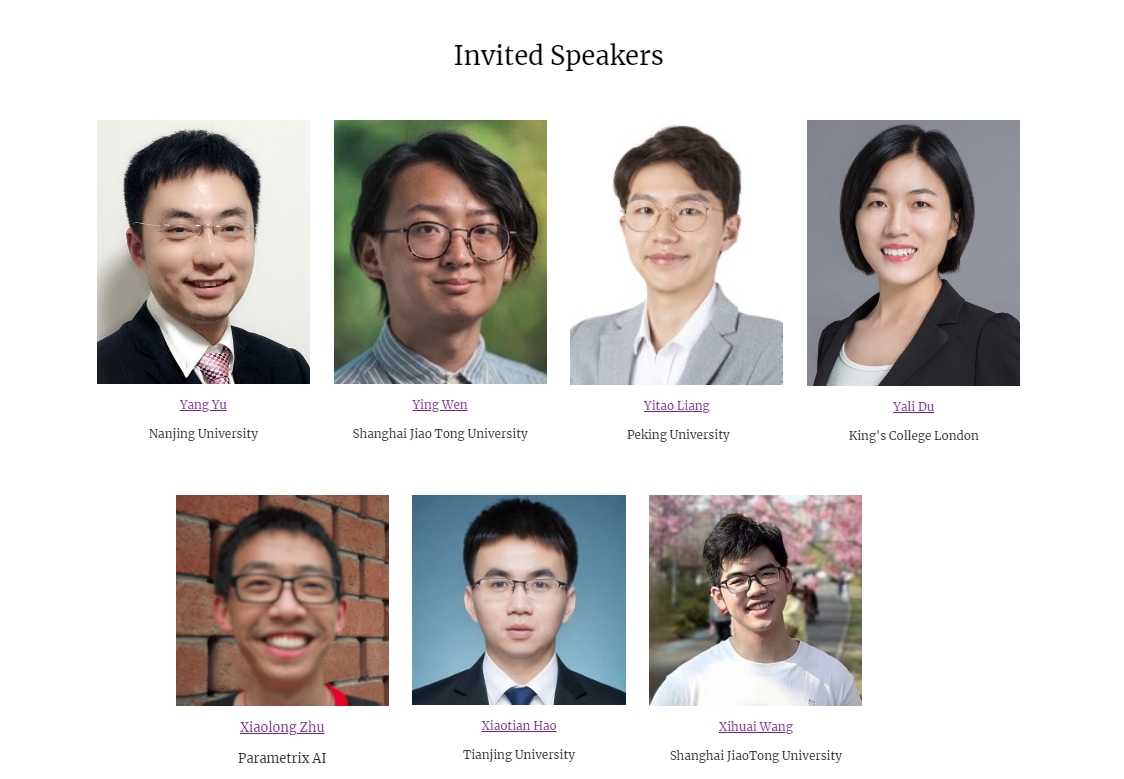 Invited Speakers
Yang Yu
Nanjing University
Ying Wen
Shanghai Jiao Tong University
Yitao Liang
Peking University
Yali Du
King's College London
Xiaolong Zhu
Parametrix AI
Xiaotian Hao
Tianjing University
Xihuai Wang
Shanghai JiaoTong University